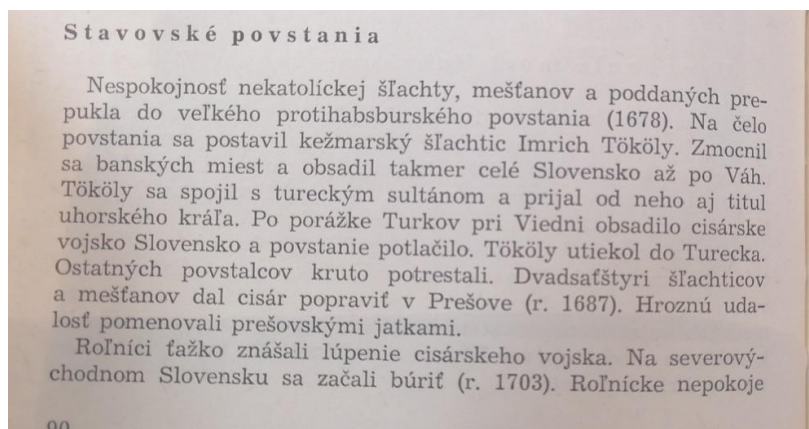 Stavovské povstania
Nespokojnosť nekatolíckej šľachty, mešťanov a poddaných pre-
pukla do veľkého protihabsburského povstania (1678). Na čelo
povstania sa postavil kežmarský šľachtic Imrich Tököly. Zmocnil
sa banských miest a obsadil takmer celé Slovensko až po Váh.
Tököly sa spojil s tureckým sultánom a prijal od neho aj titul
uhorského kráľa. Po porážke Turkov pri Viedni obsadilo cisárske
vojsko Slovensko a povstanie potlačilo. Tököly utiekol do Turecka.
Ostatných povstalcov kruto potrestali. Dvadsaťštyri šľachticov
a mešťanov dal cisár popraviť v Prešove (r. 1687). Hroznú uda-
losť pomenovali prešovskými jatkami.
Roľníci ťažko znášali lúpenie cisárskeho vojska. Na severový-
chodnom Slovensku sa začali búriť (r. 1703). Roľnícke nepokoje